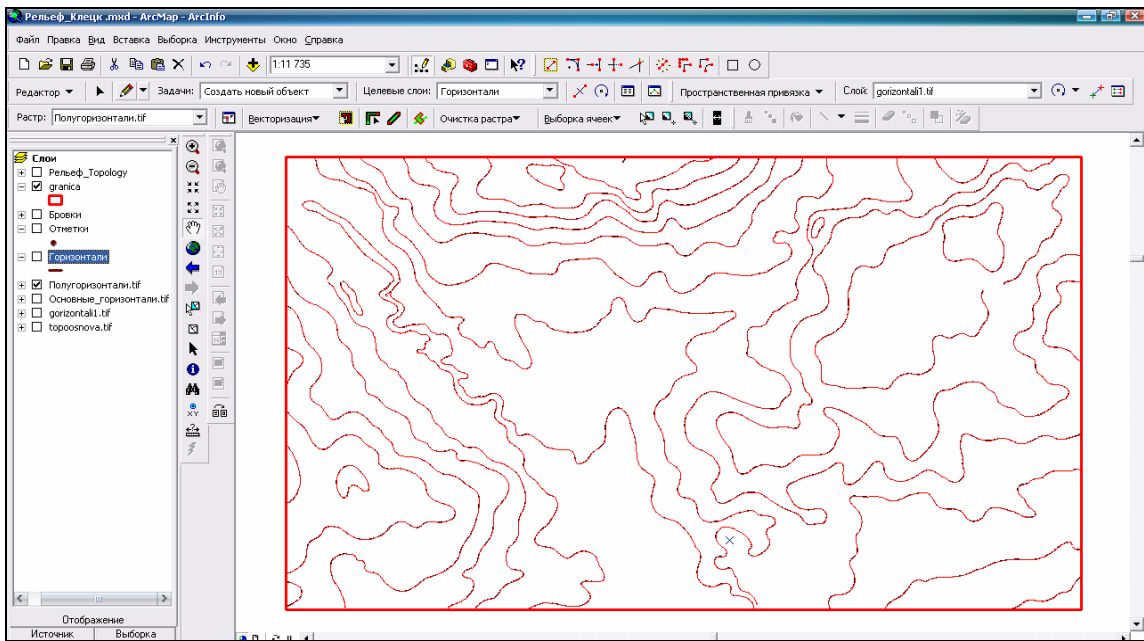 Рельеф_Клецк .mxd - ArcMap - ArcInfo
Файл Правка Вид Вставка Выборка Инструменты Окно Справка
1:11 735
Редактор Задачи: Создать новый объект Целевые слои: Горизонтали Пространственная привязка Слой: gorizontali1.tif
Растр: Полугоризонтали.tif Векторизация Очистка растра Выборка ячеек
Слои
Рельеф_Topology
granica
Бровки
Отметки
Горизонтали
Полугоризонтали.tif
Основные_горизонтали.tif
gorizontali1.tif
topoosnova.tif
Отображение
Источник Выборка